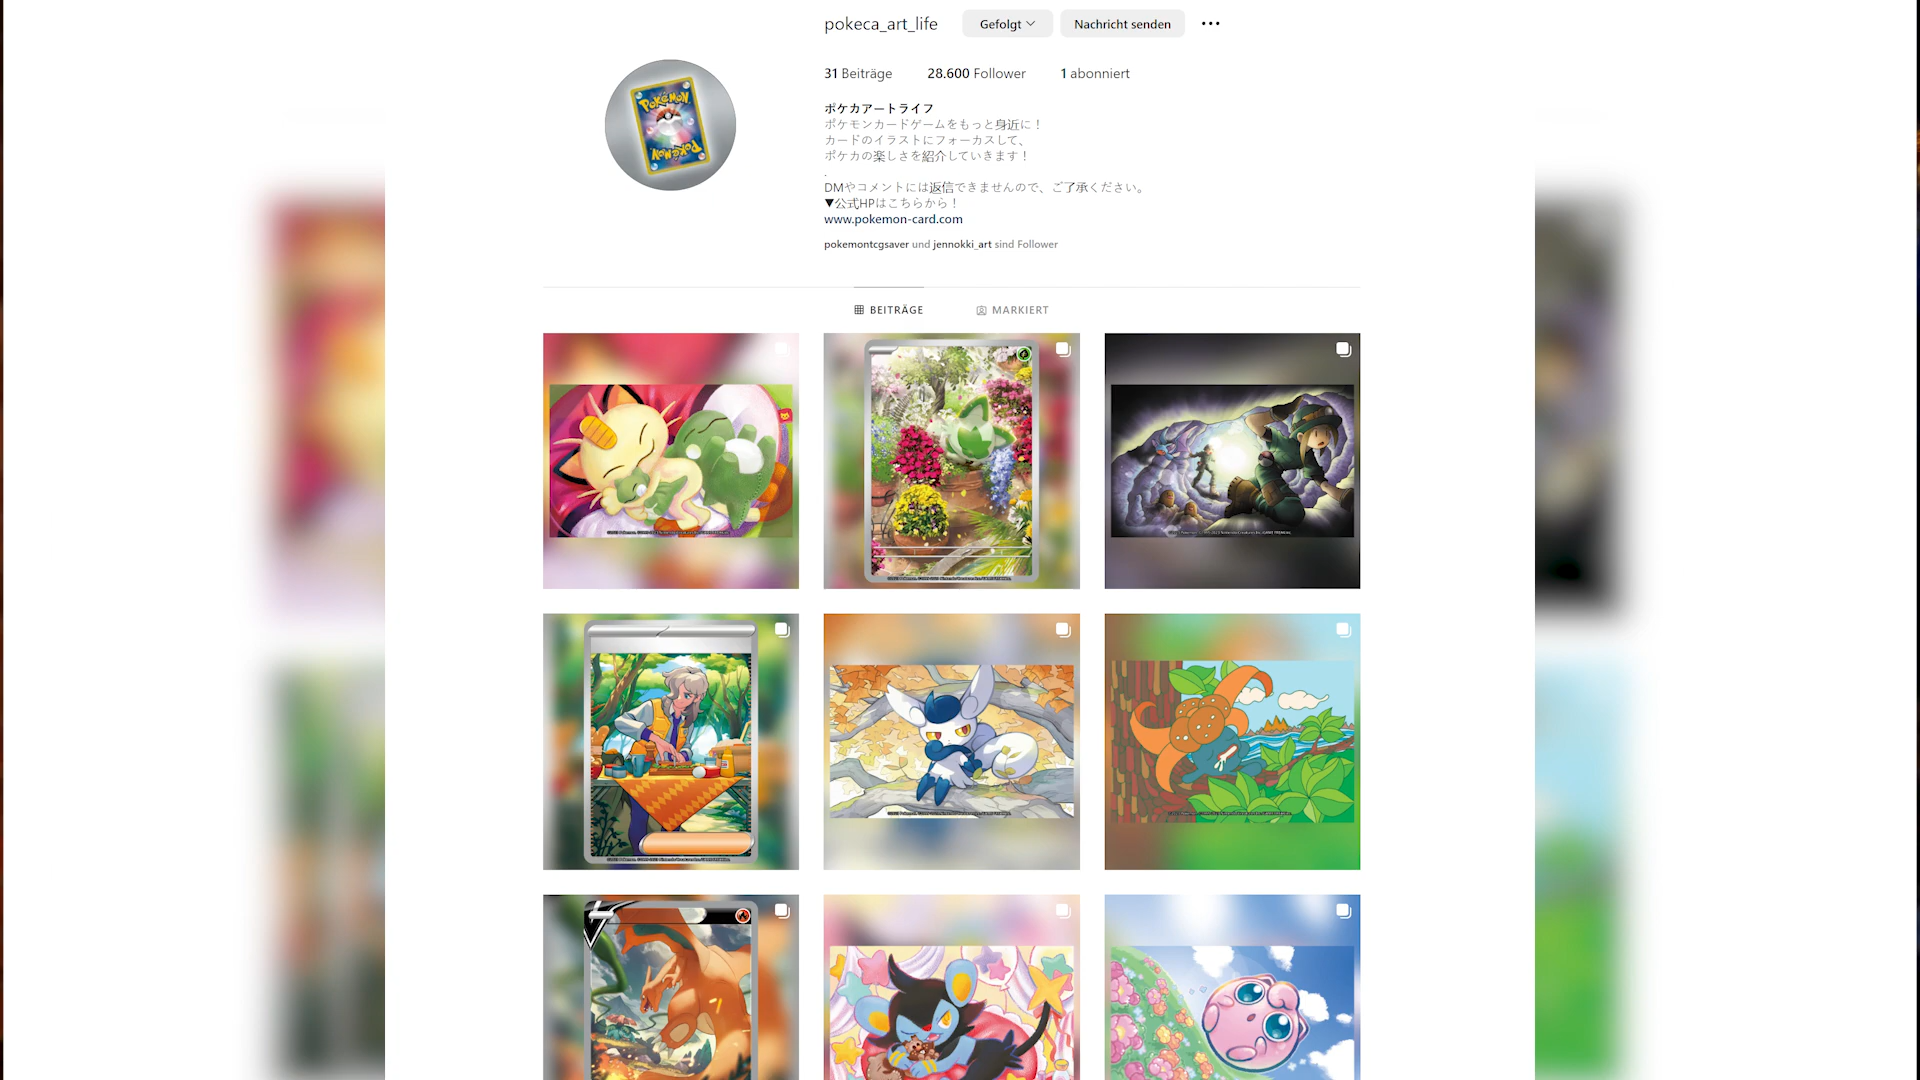 pokeca_art_life Gefolgt Nachricht senden
31 Beiträge 28.600 Follower 1 abonniert
POKÉMON
ポケカアートライフ
ポケモンカードゲームをもっと身近に！
カードのイラストにフォーカスして、
ポケカの楽しさを紹介していきます！
.
DMやコメントには返信できませんので、ご了承ください。
▼公式HPはこちらから！
www.pokemon-card.com
pokemontcgsaver und jennokki_art sind Follower
BEITRÄGE MARKIERT